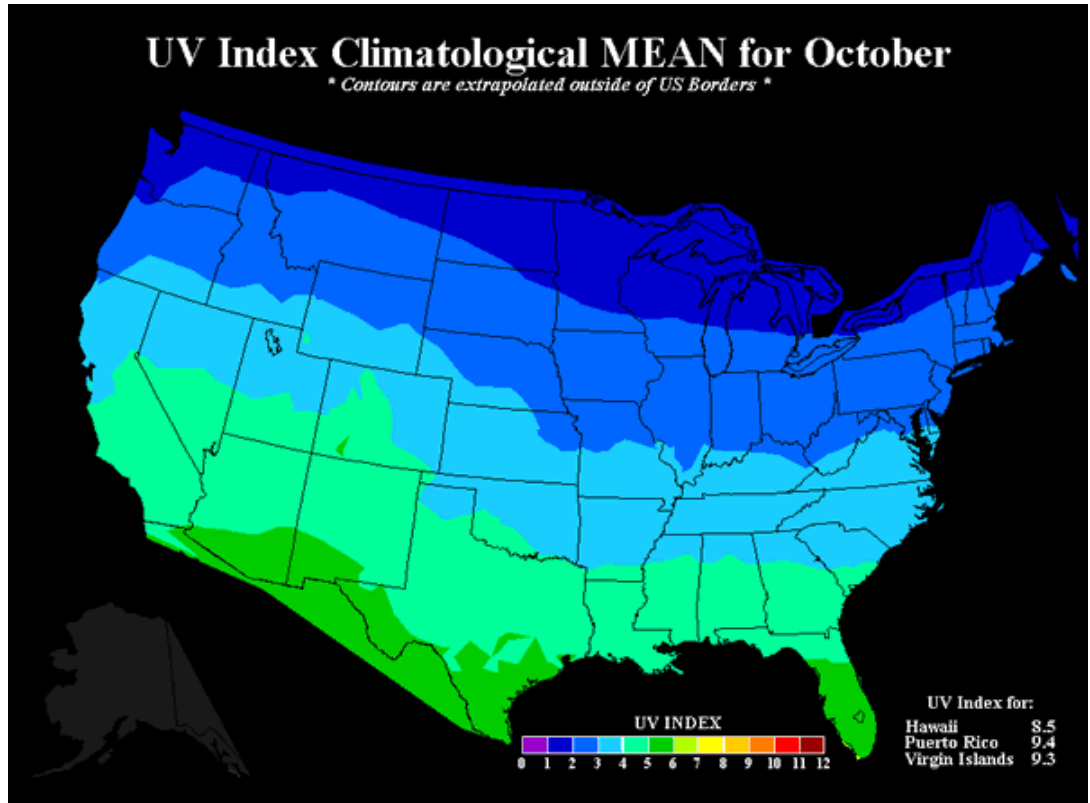 UV Index Climatological MEAN for October
* Contours are extrapolated outside of US Borders *
UV INDEX
0 1 2 3 4 5 6 7 8 9 10 11 12
UV Index for:
Hawaii 8.5
Puerto Rico 9.4
Virgin Islands 9.3